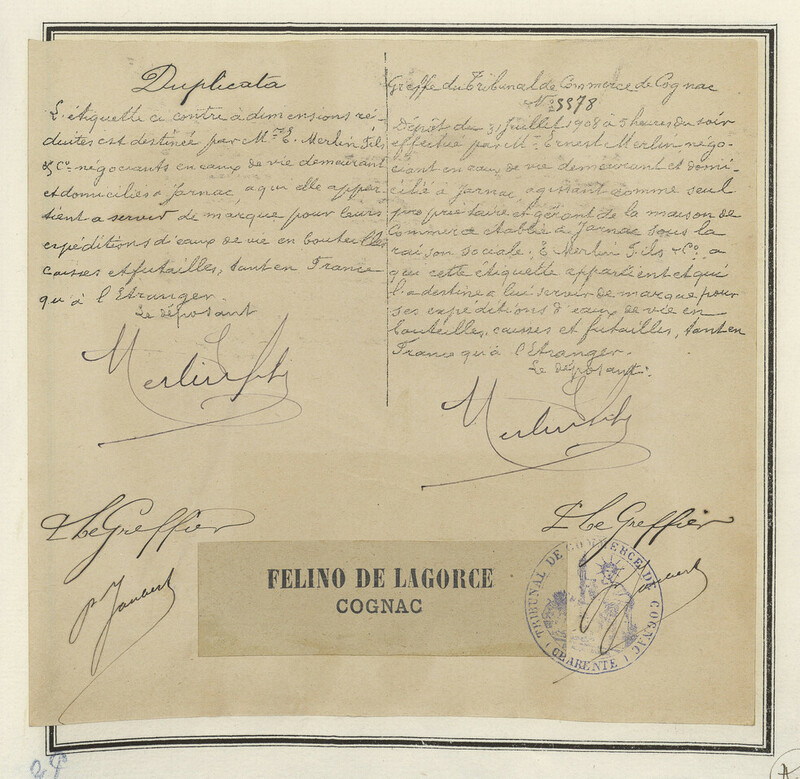 Duplicata
L'étiquette ci contre à dimensions ré-
duites est destinée par Mrs E. Merlin Fils
& Cie négociants en eaux de vie demeurant
et domiciliés à Jarnac a qu elle appar-
tient a servir de marque pour leurs
expéditions d'eaux de vie en bouteilles
caisses et futailles, tant en France
qu'à l'Etranger.
Le déposant
Merlin Fils
Le Greffier
Greffe du Tribunal de Commerce de Cognac
Dépôt du 31 Juillet 1908 à 5 heures du soir
effectué par Mr Ernest Merlin négo-
ciant en eaux de vie demeurant et domi-
cilié à Jarnac agissant comme seul
propriétaire et gérant de la maison de
Commerce établie à Jarnac sous la
raison sociale. E. Merlin Fils & Co. a
qui cette étiquette appartient et qui
l'a destine a lui servir de marque pour
ses expéditions d'eaux de vie en
bouteilles, caisses et futailles, tant en
France qu'à l'Etranger.
Le déposant.
Merlin Fils
Le Greffier
FELINO DE LAGORCE
COGNAC
TRIBUNAL DE COMMERCE DE COGNAC
(CHARENTE)